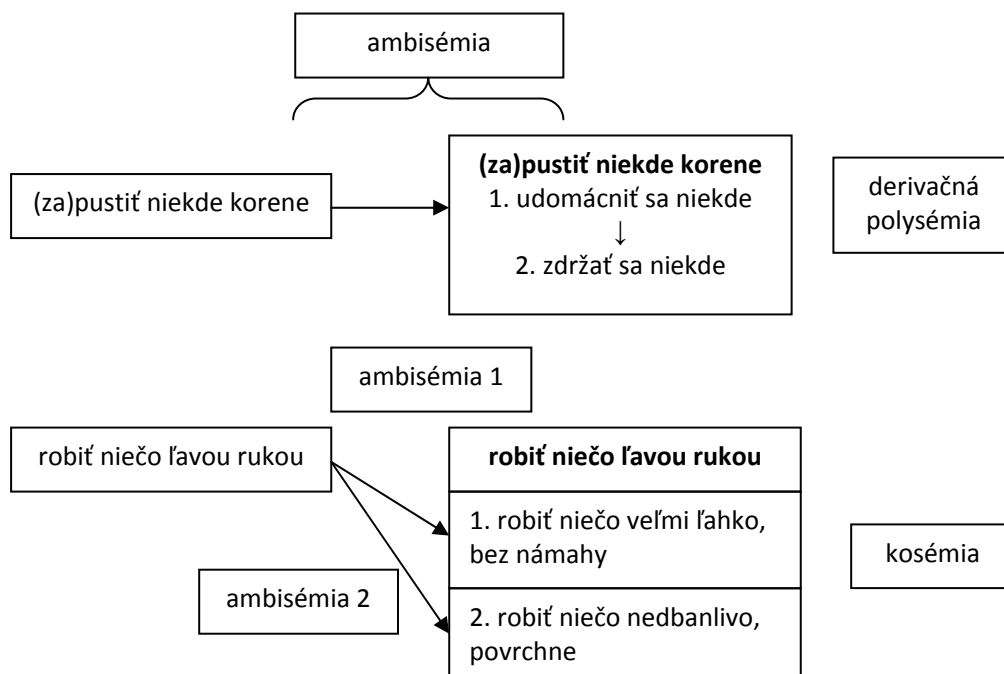 ambisémia
(za)pustiť niekde korene
(za)pustiť niekde korene
1. udomácniť sa niekde
↓
2. zdržať sa niekde
derivačná
polysémia
ambisémia 1
robiť niečo ľavou rukou
robiť niečo ľavou rukou
1. robiť niečo veľmi ľahko,
bez námahy
kosémia
ambisémia 2
2. robiť niečo nedbanlivo,
povrchne